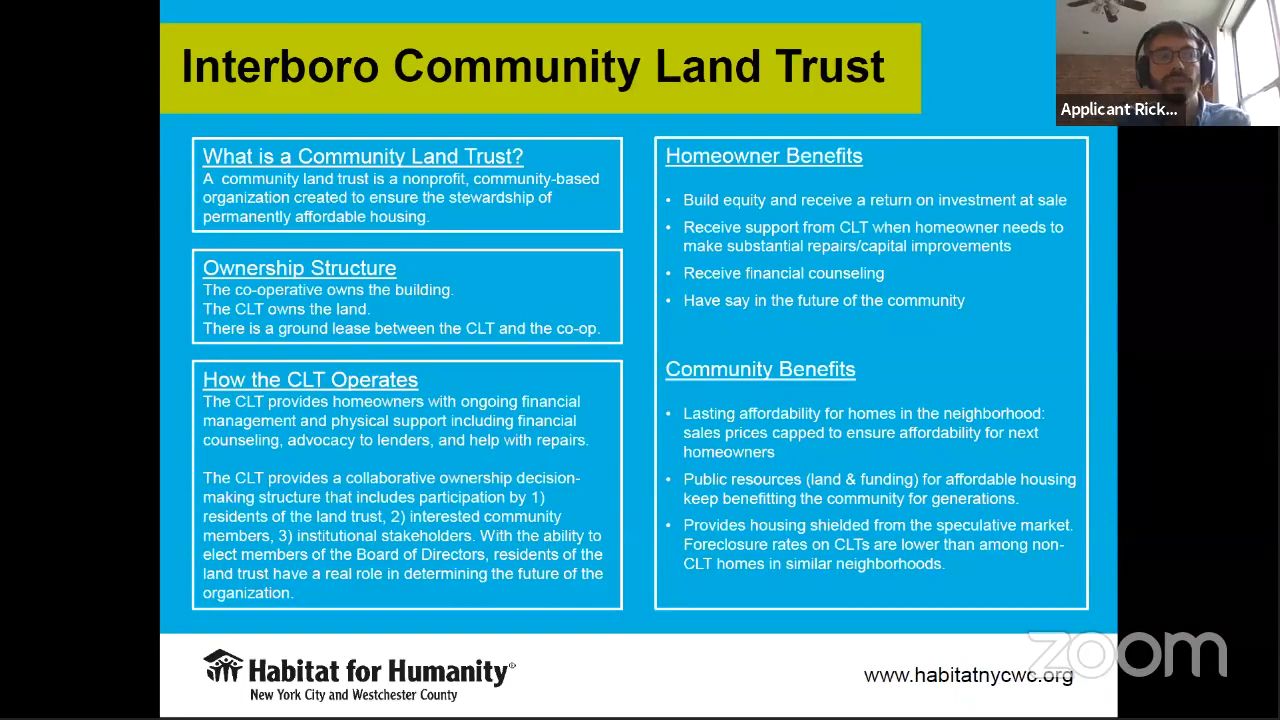 Interboro Community Land Trust
Applicant Rick...
What is a Community Land Trust?
A community land trust is a nonprofit, community-based
organization created to ensure the stewardship of
permanently affordable housing.
Ownership Structure
The co-operative owns the building.
The CLT owns the land.
There is a ground lease between the CLT and the co-op.
How the CLT Operates
The CLT provides homeowners with ongoing financial
management and physical support including financial
counseling, advocacy to lenders, and help with repairs.
The CLT provides a collaborative ownership decision-
making structure that includes participation by 1)
residents of the land trust, 2) interested community
members, 3) institutional stakeholders. With the ability to
elect members of the Board of Directors, residents of the
land trust have a real role in determining the future of the
organization.
Homeowner Benefits
• Build equity and receive a return on investment at sale
• Receive support from CLT when homeowner needs to
make substantial repairs/capital improvements
• Receive financial counseling
• Have say in the future of the community
Community Benefits
• Lasting affordability for homes in the neighborhood:
sales prices capped to ensure affordability for next
homeowners
• Public resources (land & funding) for affordable housing
keep benefitting the community for generations.
• Provides housing shielded from the speculative market.
Foreclosure rates on CLTs are lower than among non-
CLT homes in similar neighborhoods.
Habitat for Humanity®
New York City and Westchester County
www.habitatnycwc.org
zoom